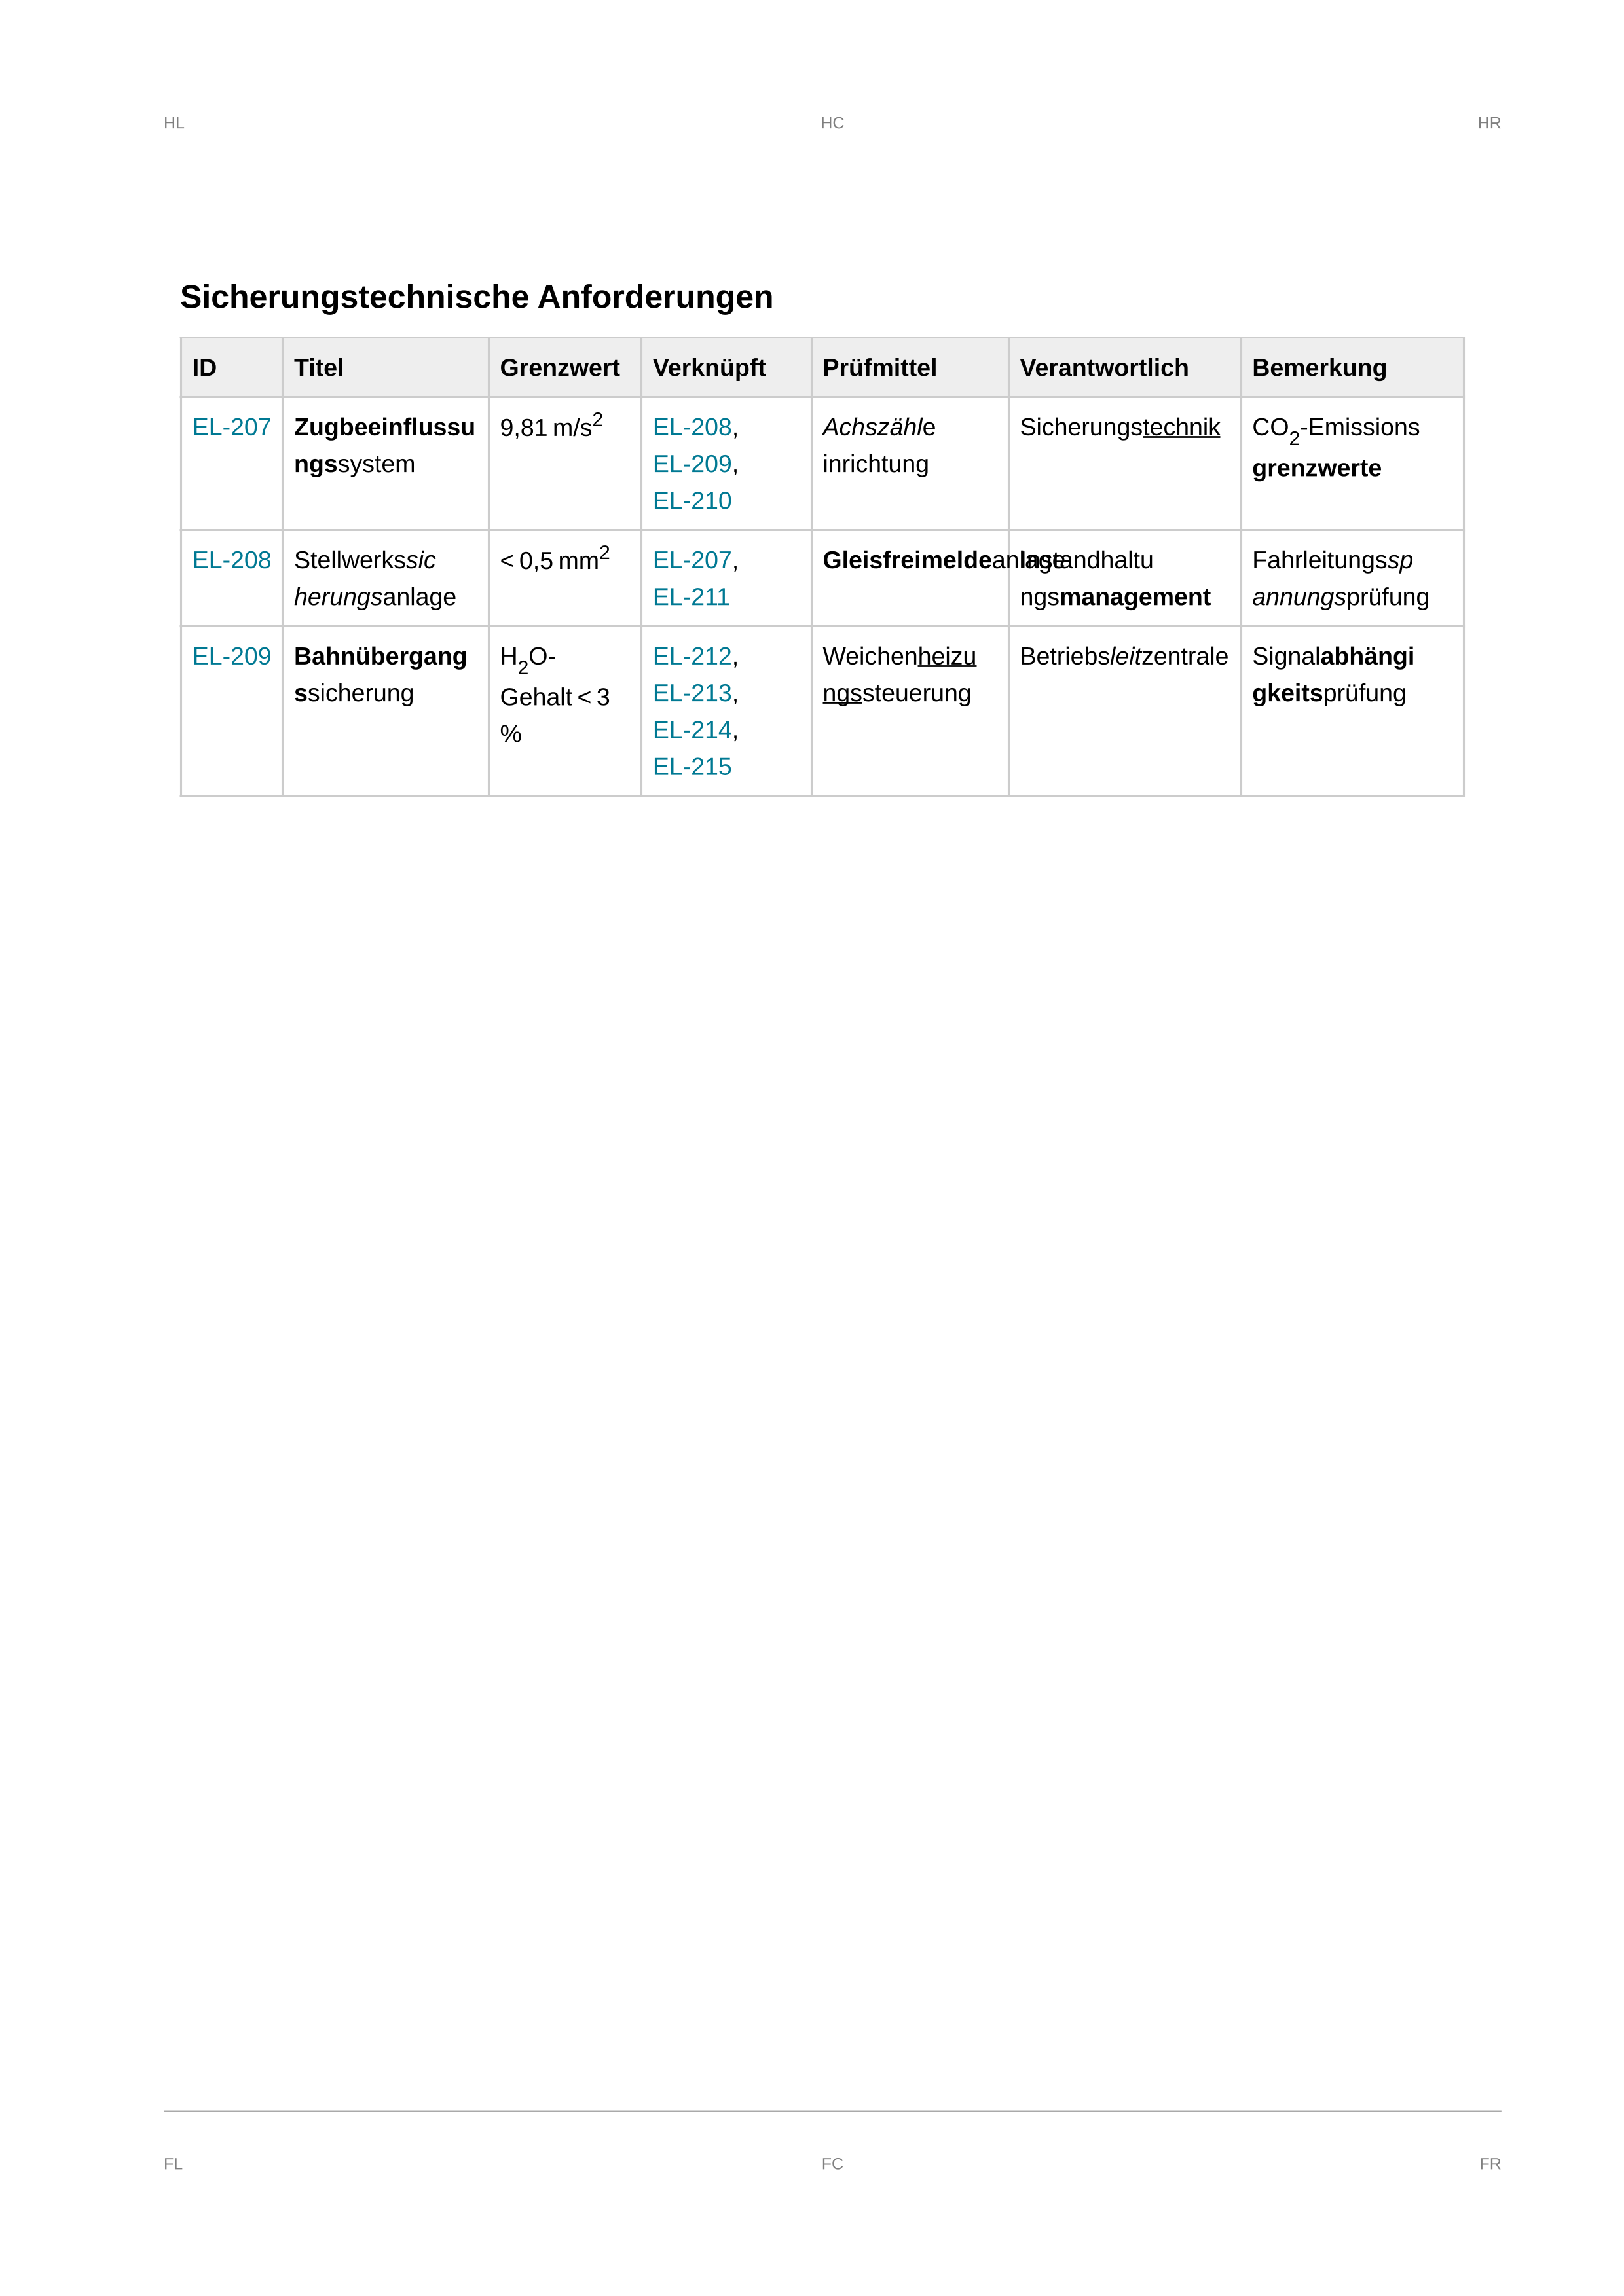 HL HC HR
Sicherungstechnische Anforderungen
ID Titel Grenzwert Verknüpft Prüfmittel Verantwortlich Bemerkung
EL-207 Zugbeeinflussu 9,81 m/s² EL-208, Achszähle Sicherungstechnik CO₂-Emissions
ngssystem EL-209, inrichtung grenzwerte
EL-210
EL-208 Stellwerkssic < 0,5 mm² EL-207, Gleisfreimeldeanlage Instandhaltu Fahrleitungssp
herungsanlage EL-211 ngsmanagement annungsprüfung
EL-209 Bahnübergang H₂O- EL-212, Weichenheizu Betriebsleitzentrale Signalabhängi
ssicherung Gehalt < 3 EL-213, ngssteuerung gkeitsprüfung
% EL-214,
EL-215
FL FC FR